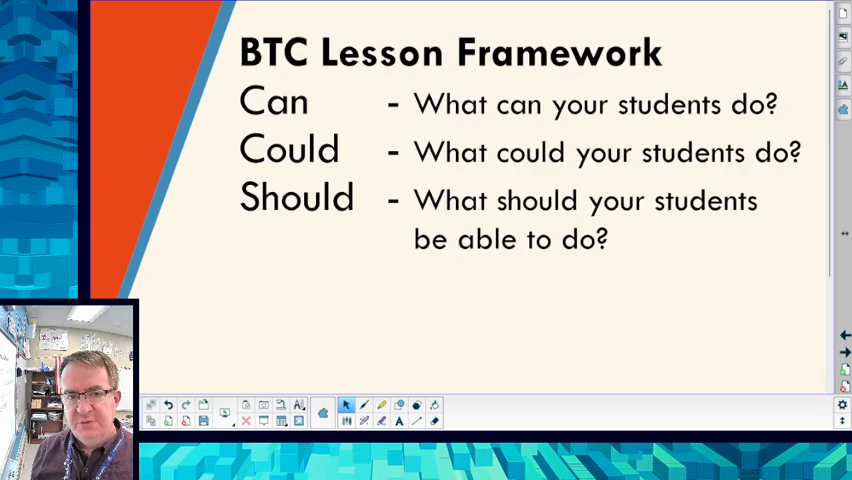 BTC Lesson Framework
Can - What can your students do?
Could - What could your students do?
Should - What should your students
be able to do?